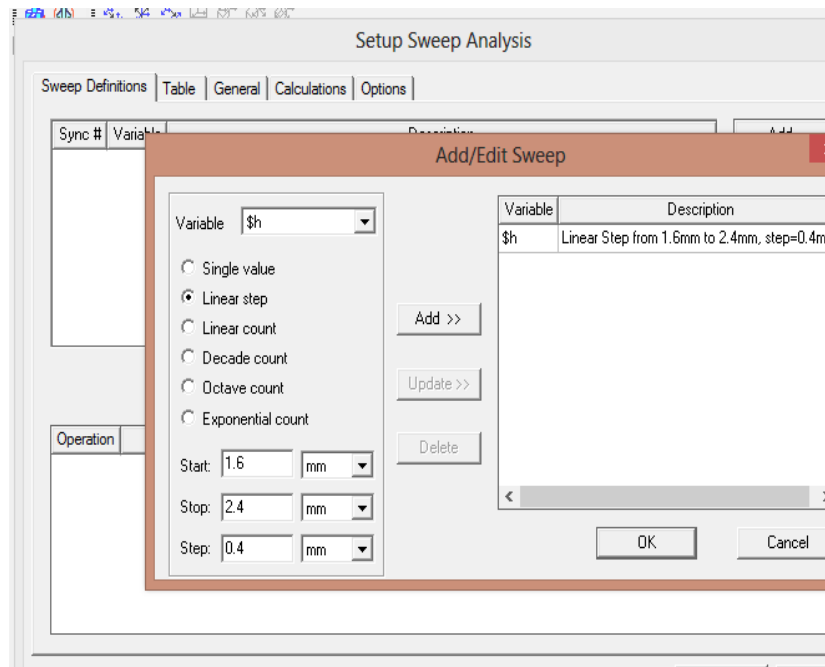 Setup Sweep Analysis
Sweep Definitions Table General Calculations Options
Sync # Variable Description Add
Add/Edit Sweep
Variable $h
Single value
Linear step
Linear count
Decade count
Octave count
Exponential count
Start: 1.6 mm
Stop: 2.4 mm
Step: 0.4 mm
Add >>
Update >>
Delete
Variable Description
$h Linear Step from 1.6mm to 2.4mm, step=0.4m
OK Cancel
Operation